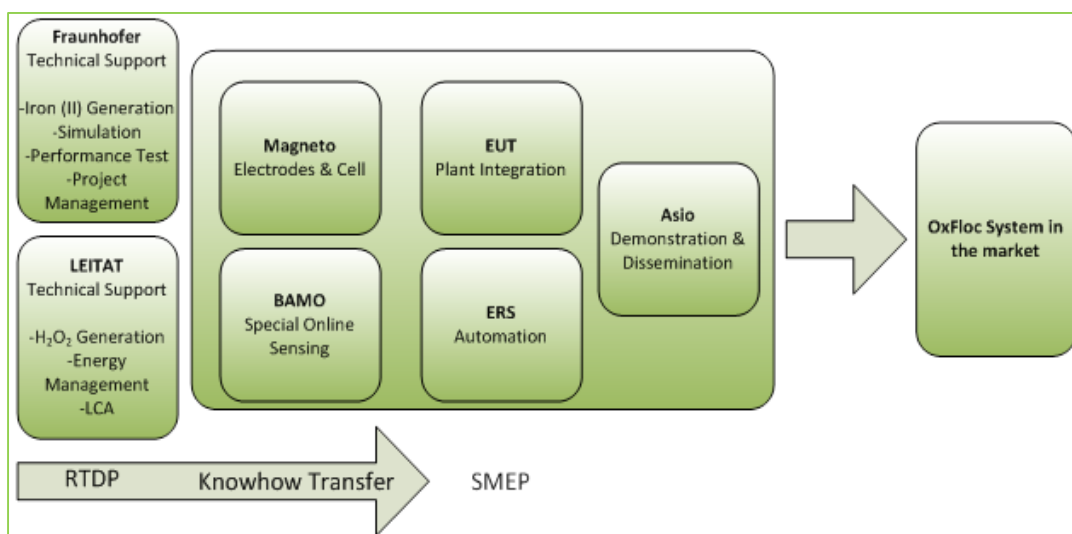 Fraunhofer
Technical Support
-Iron (II) Generation
-Simulation
-Performance Test
-Project
Management
LEITAT
Technical Support
-H₂O₂ Generation
-Energy
Management
-LCA
Magneto
Electrodes & Cell
BAMO
Special Online
Sensing
EUT
Plant Integration
ERS
Automation
Asio
Demonstration &
Dissemination
OxFloc System in
the market
RTDP
Knowhow Transfer
SMEP